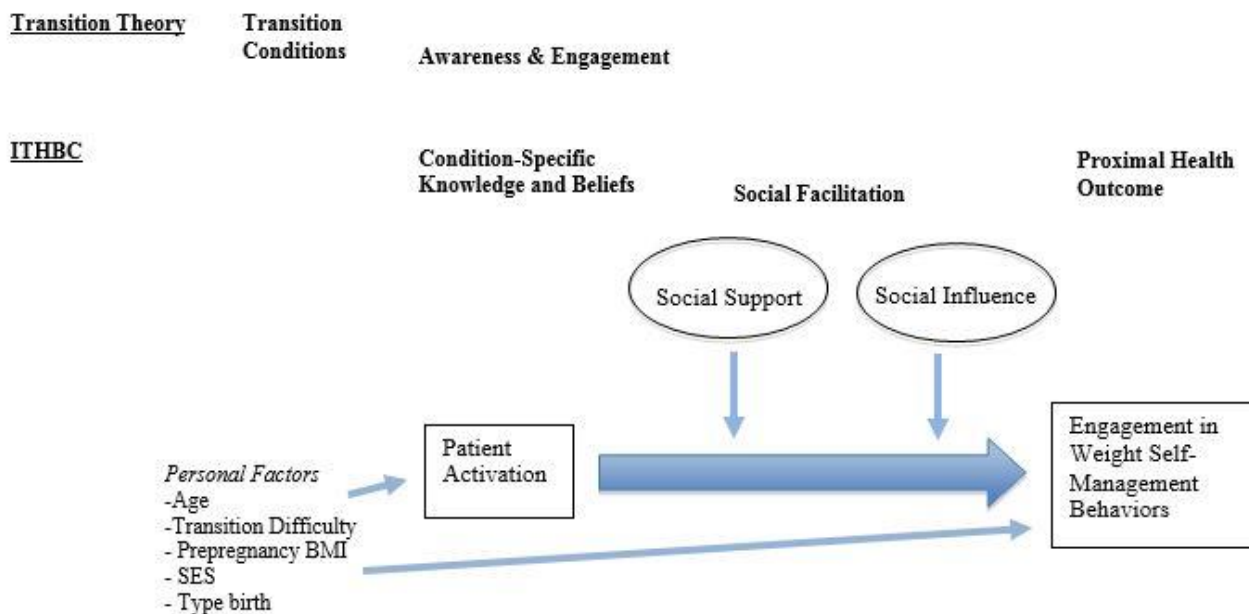 Transition Theory
Transition
Conditions
Awareness & Engagement
ITHBC
Condition-Specific
Knowledge and Beliefs
Social Facilitation
Proximal Health
Outcome
Social Support
Social Influence
Patient
Activation
Engagement in
Weight Self-
Management
Behaviors
Personal Factors
-Age
-Transition Difficulty
- Prepregnancy BMI
- SES
- Type birth